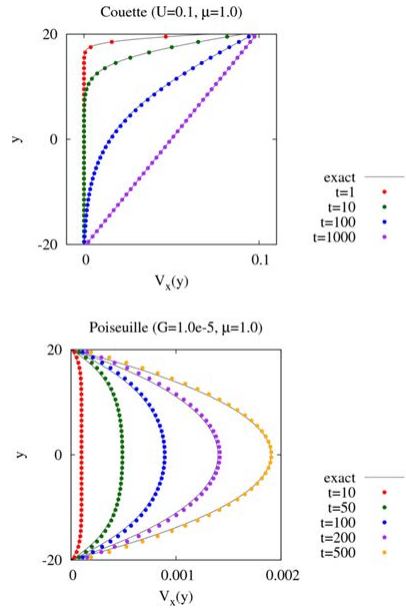 Couette (U=0.1, μ=1.0)
20
0
-20
y
0
0.1
Vx(y)
exact
t=1
t=10
t=100
t=1000
Poiseuille (G=1.0e-5, μ=1.0)
20
0
-20
y
0
0.001
0.002
Vx(y)
exact
t=10
t=50
t=100
t=200
t=500